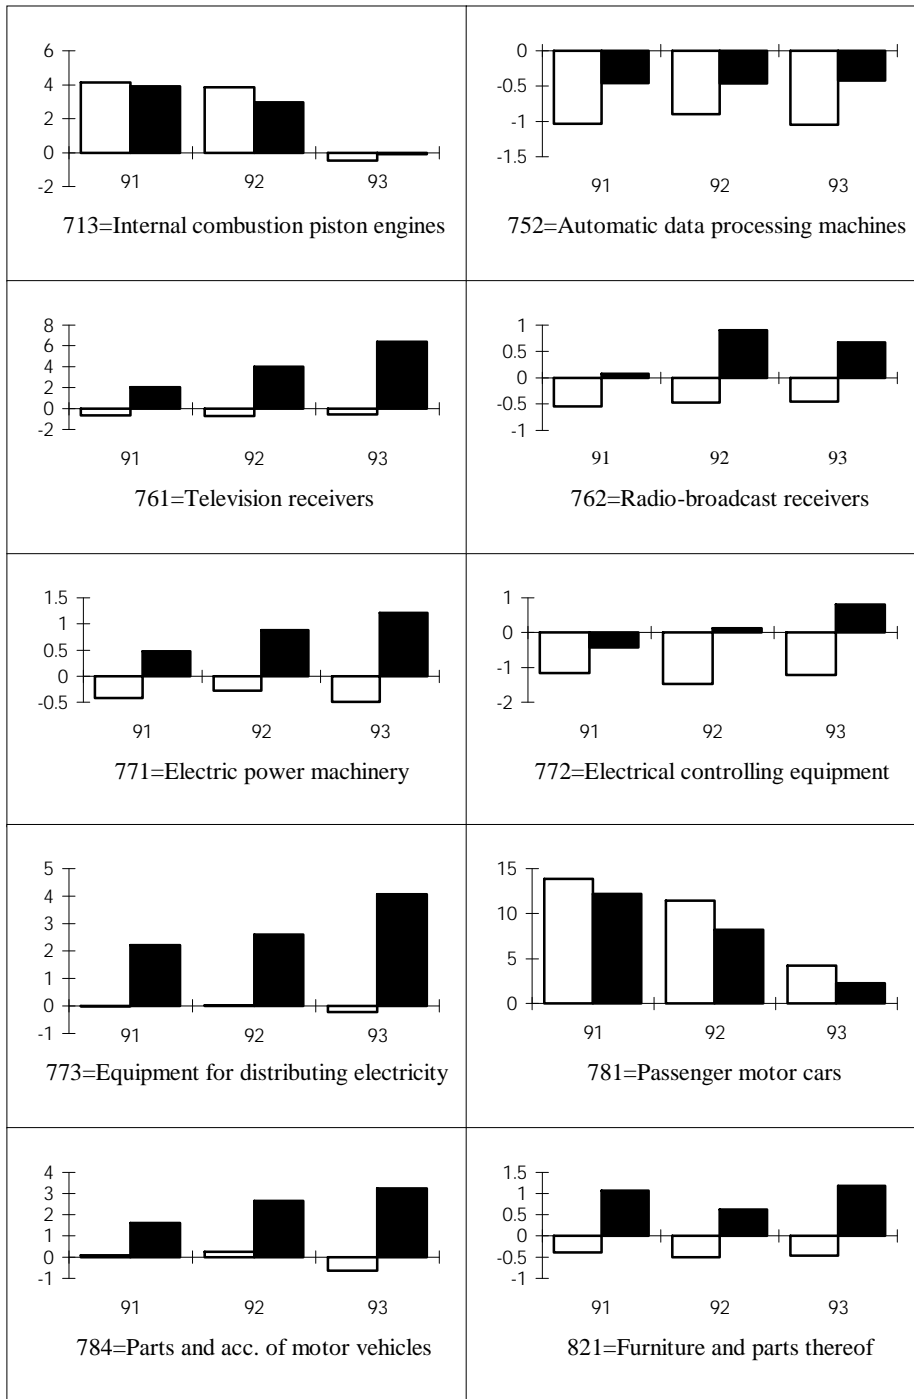 6
4
2
0
-2
91 92 93
713=Internal combustion piston engines
0
-0.5
-1
-1.5
91 92 93
752=Automatic data processing machines
8
6
4
2
0
-2
91 92 93
761=Television receivers
1
0.5
0
-0.5
-1
91 92 93
762=Radio-broadcast receivers
1.5
1
0.5
0
-0.5
91 92 93
771=Electric power machinery
1
0
-1
-2
91 92 93
772=Electrical controlling equipment
5
4
3
2
1
0
-1
91 92 93
773=Equipment for distributing electricity
15
10
5
0
91 92 93
781=Passenger motor cars
4
3
2
1
0
-1
91 92 93
784=Parts and acc. of motor vehicles
1.5
1
0.5
0
-0.5
-1
91 92 93
821=Furniture and parts thereof